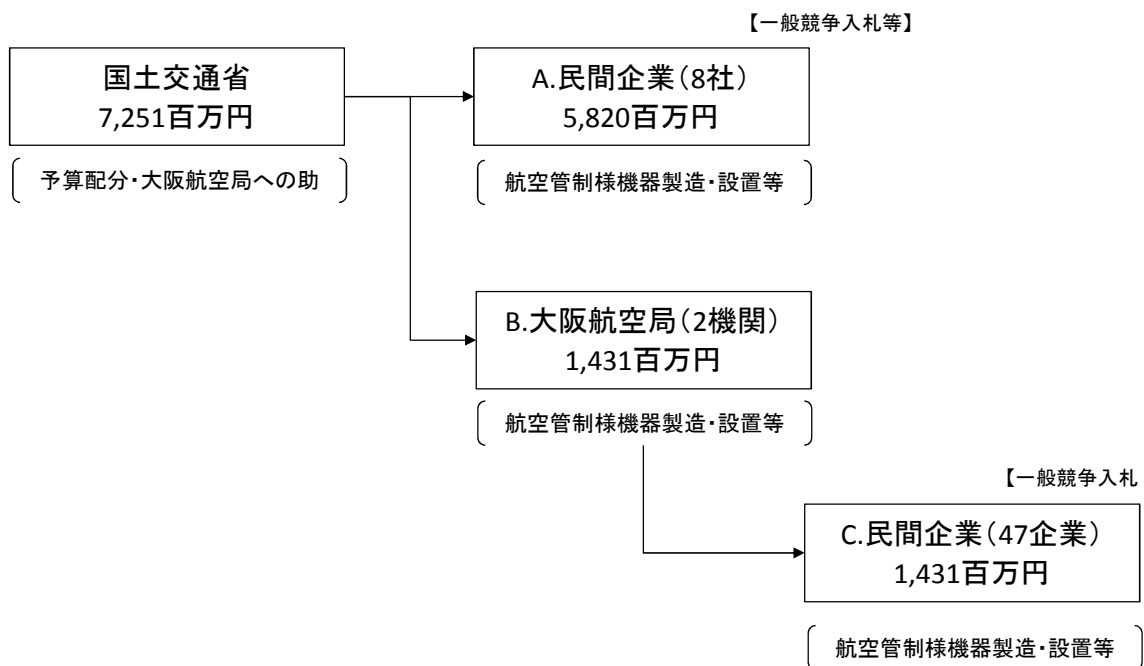 【一般競争入札等】
国土交通省
7,251百万円
A.民間企業(8社)
5,820百万円
予算配分・大阪航空局への助
航空管制様機器製造・設置等
B.大阪航空局(2機関)
1,431百万円
航空管制様機器製造・設置等
【一般競争入札
C.民間企業(47企業)
1,431百万円
航空管制様機器製造・設置等